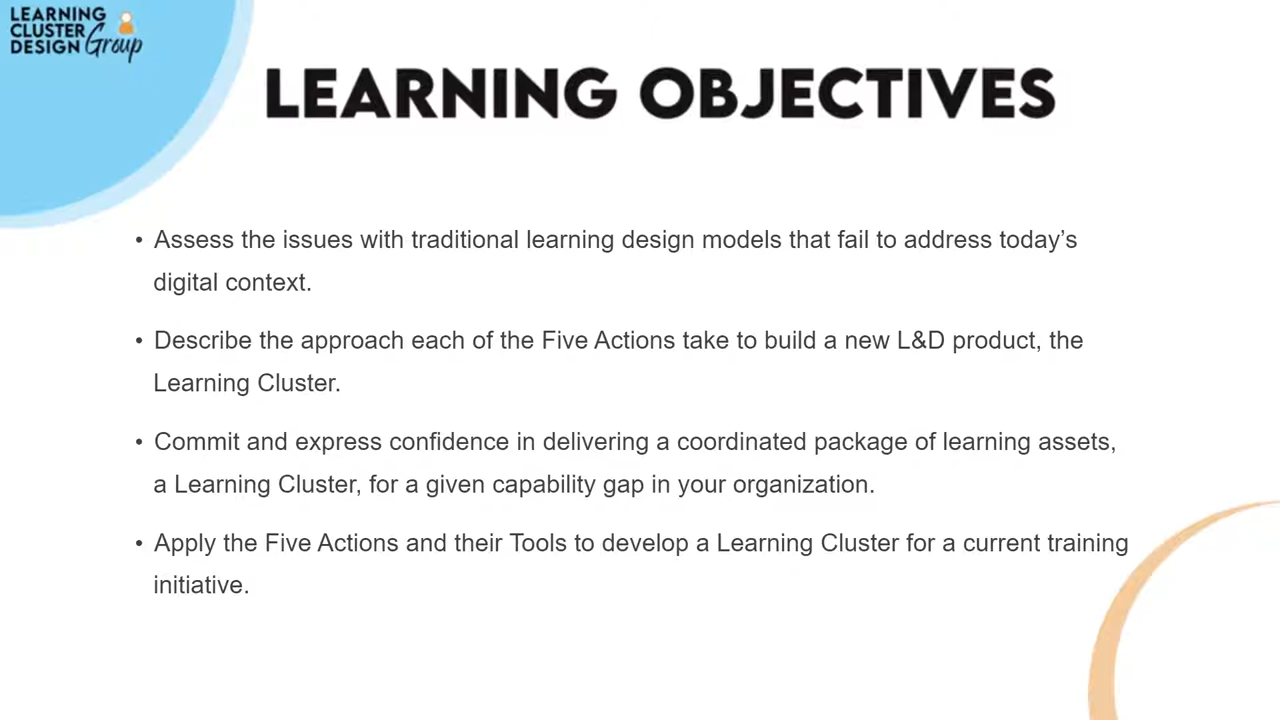 LEARNING
CLUSTER
DESIGN Group
LEARNING OBJECTIVES
• Assess the issues with traditional learning design models that fail to address today’s
digital context.
• Describe the approach each of the Five Actions take to build a new L&D product, the
Learning Cluster.
• Commit and express confidence in delivering a coordinated package of learning assets,
a Learning Cluster, for a given capability gap in your organization.
• Apply the Five Actions and their Tools to develop a Learning Cluster for a current training
initiative.